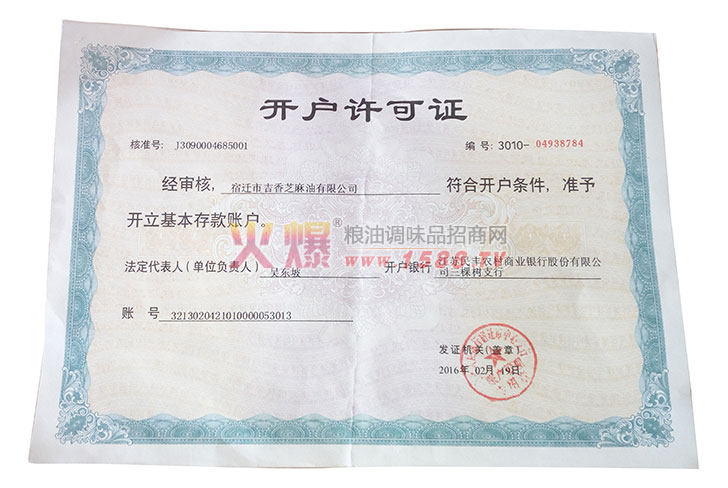 开户许可证
核准号: J3090004685001 编号: 3010-04938784
经审核, 宿迁市吉香芝麻油有限公司 符合开户条件, 准予
开立基本存款账户。
火爆® 粮油调味品招商网
www.1588.TV
法定代表人(单位负责人) 吴东坡 开户银行 江苏民丰农村商业银行股份有限公司三棵树支行
账号 3213020421010000053013
发证机关(盖章)
2016年 02月 19日